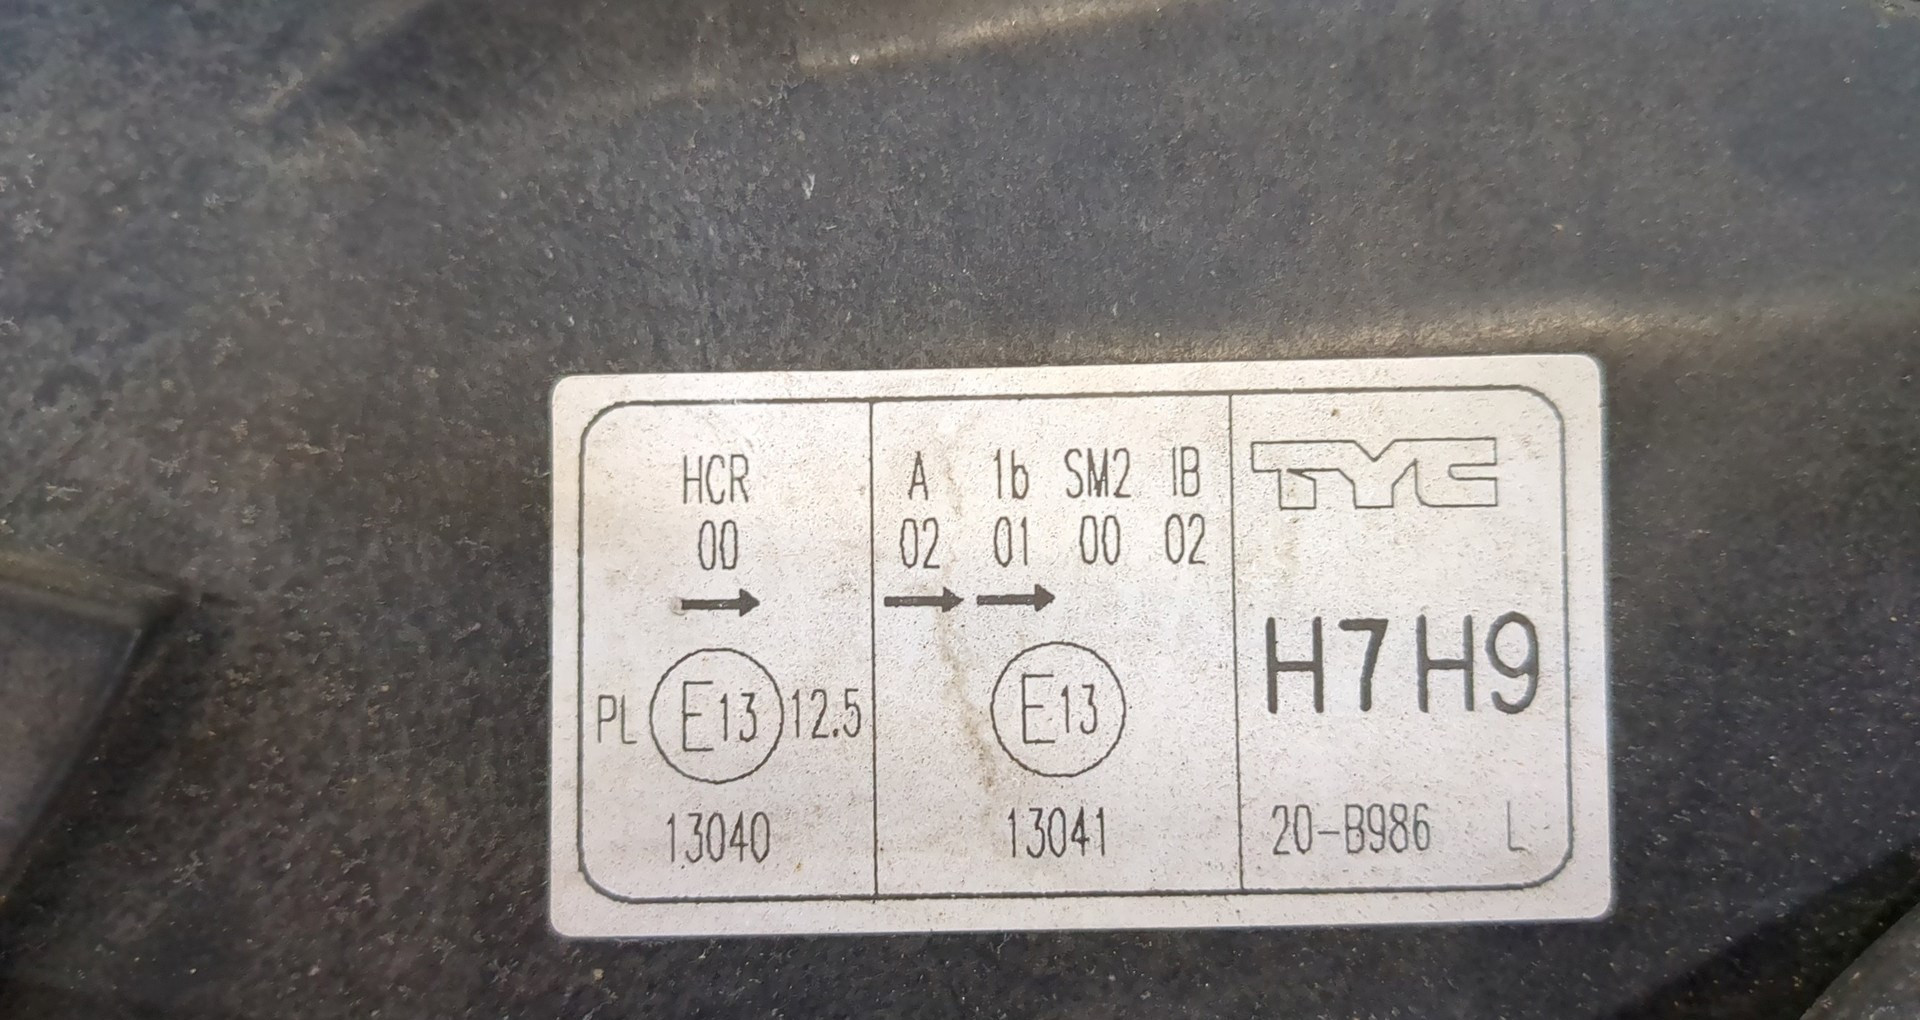 HCR
00
PL E13 12.5
13040
A 1b SM2 IB
02 01 00 02
E13
13041
TYC
H7 H9
20-B986 L